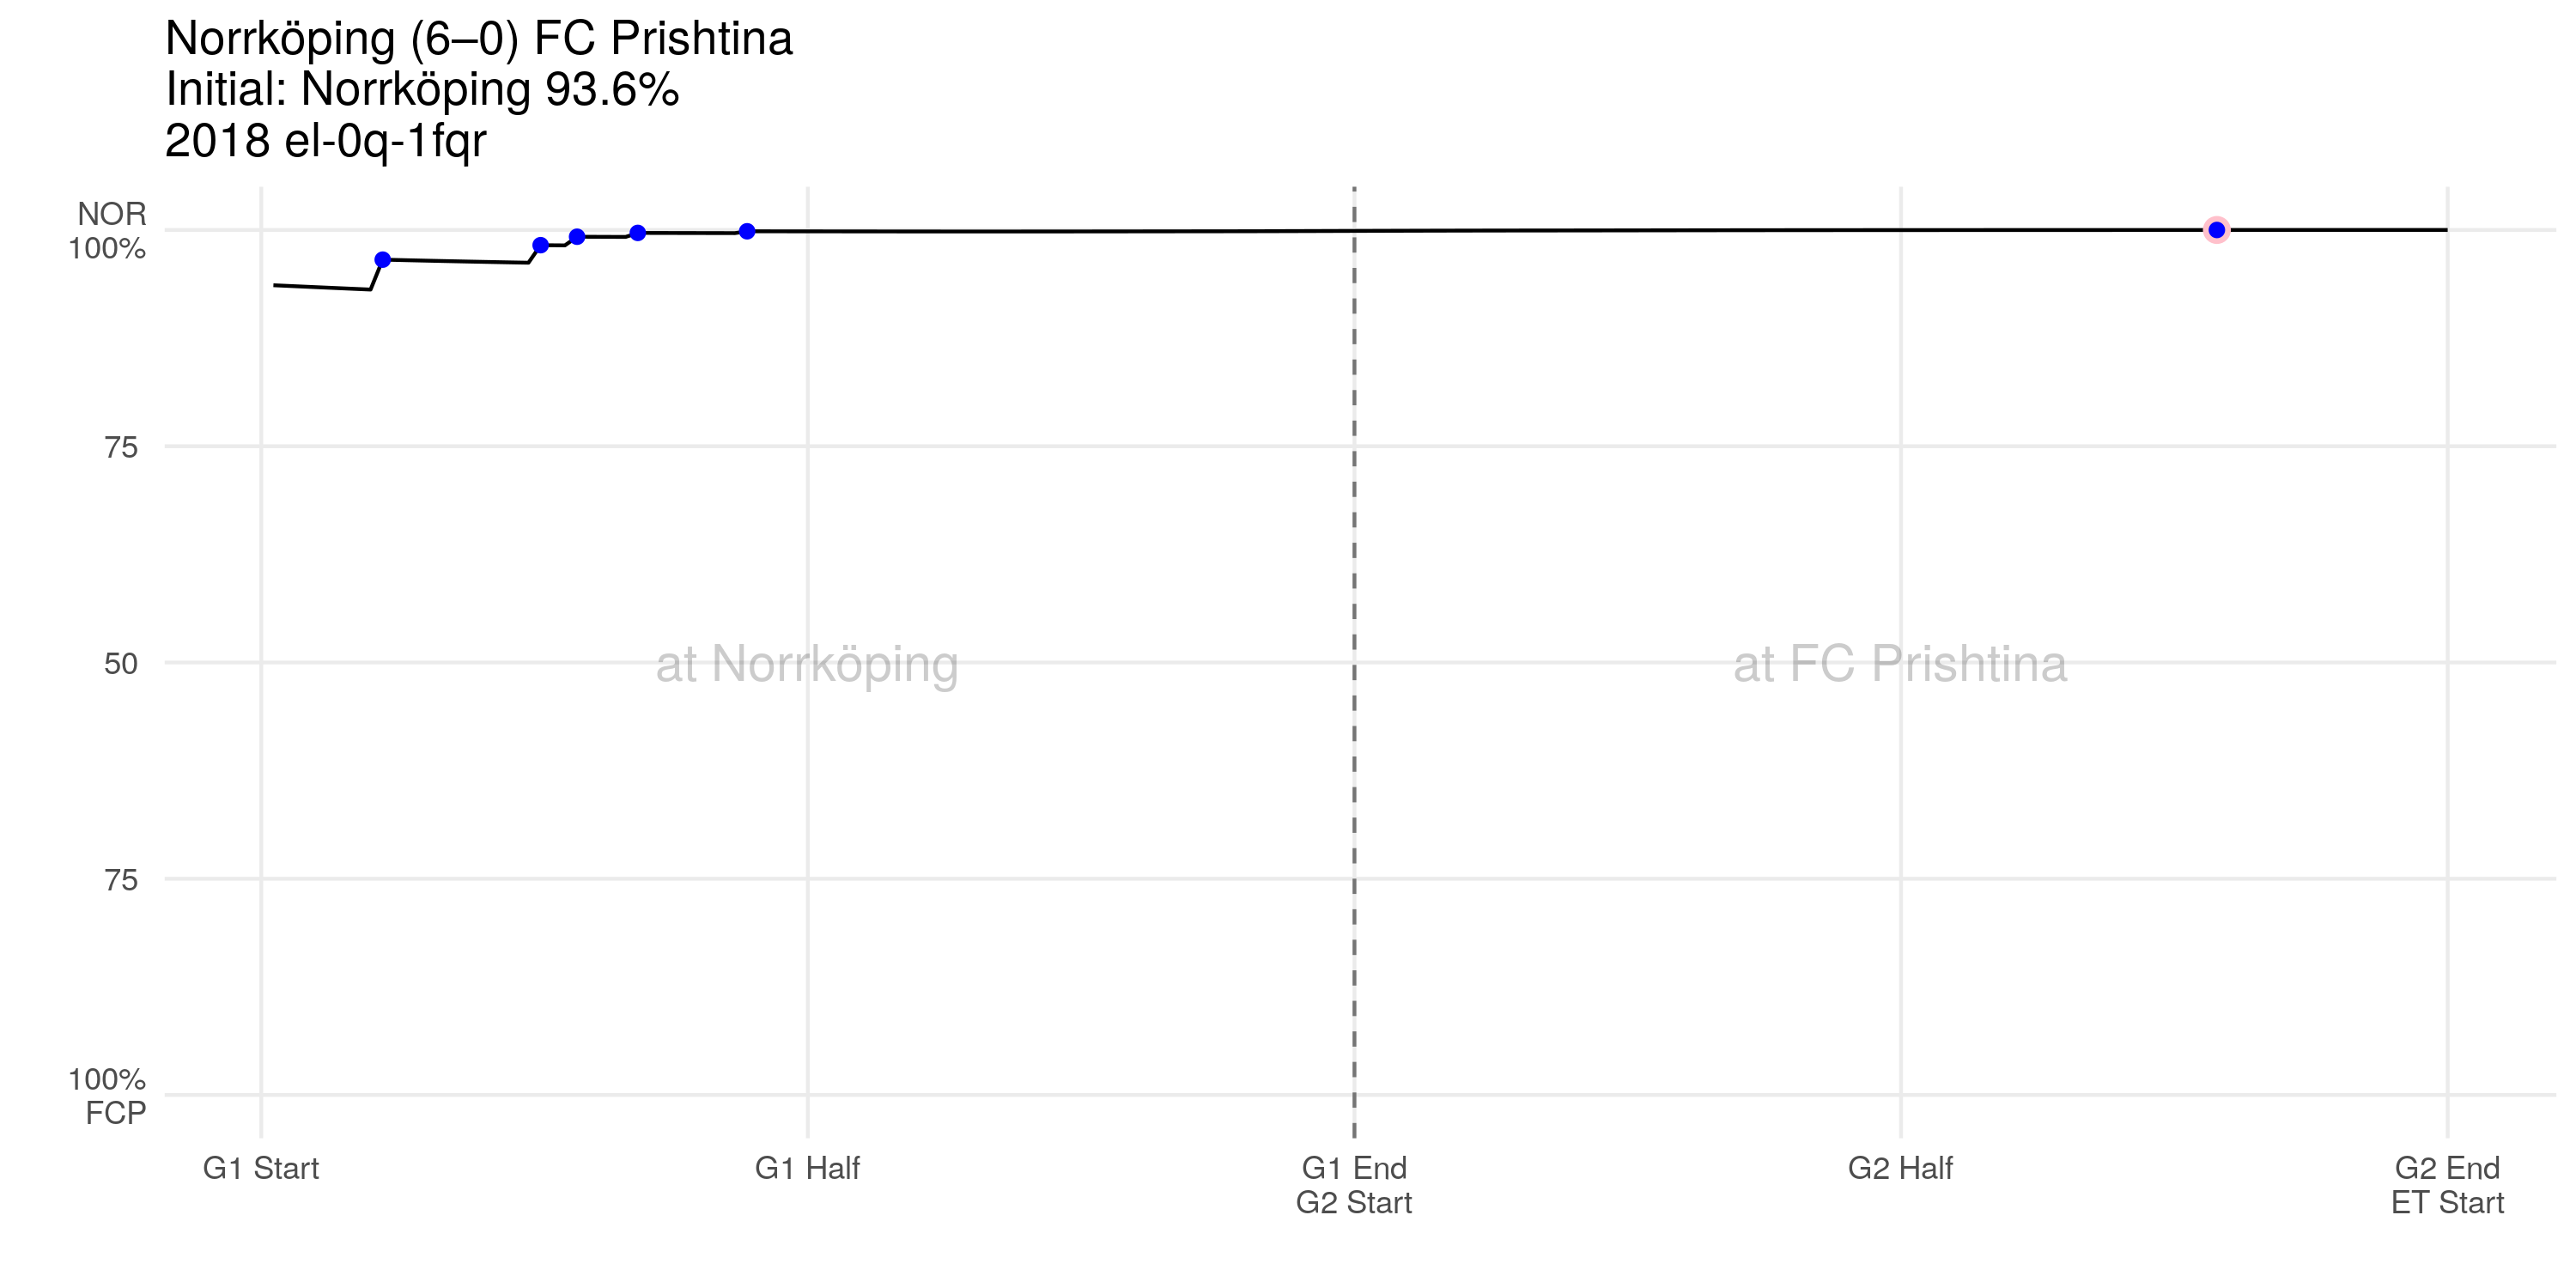 Norrköping (6–0) FC Prishtina
Initial: Norrköping 93.6%
2018 el-0q-1fqr
NOR
100%
75
50
75
100%
FCP
at Norrköping
at FC Prishtina
G1 Start
G1 Half
G1 End
G2 Start
G2 Half
G2 End
ET Start